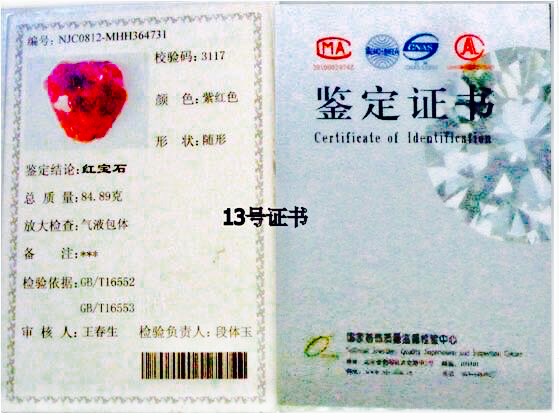 编号: NJC0812-MHH364731
校验码: 3117
颜 色: 紫红色
形 状: 随形
鉴定结论: 红宝石
总 质 量: 84.89克
放大检查: 气液包体
备 注: ***
检验依据: GB/T16552
GB/T16553
审 核 人: 王春生 检验负责人: 段体玉
13号证书
MA
CNAS
AL
鉴定证书
Certificate of Identification
国家首饰质量监督检验中心